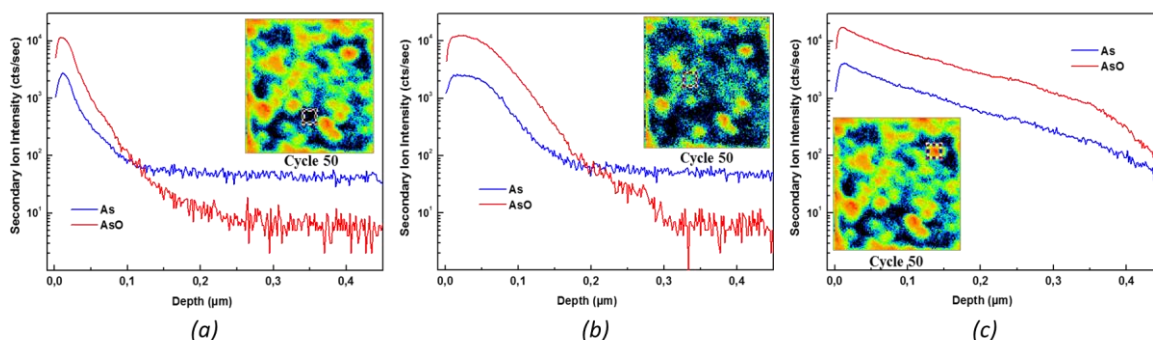 Secondary Ion Intensity (cts/sec)
10⁴
10³
10²
10¹
0,0 0,1 0,2 0,3 0,4
Depth (µm)
As
AsO
Cycle 50
(a)
Secondary Ion Intensity (cts/sec)
10⁴
10³
10²
10¹
0,0 0,1 0,2 0,3 0,4
Depth (µm)
As
AsO
Cycle 50
(b)
Secondary Ion Intensity (cts/sec)
10⁴
10³
10²
10¹
0,0 0,1 0,2 0,3 0,4
Depth (µm)
As
AsO
Cycle 50
(c)